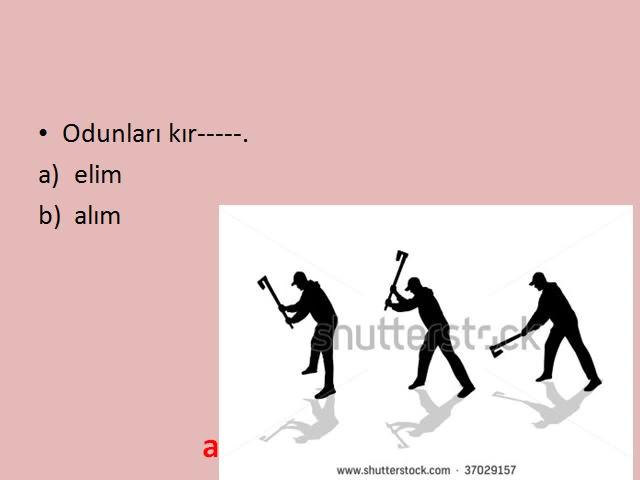 • Odunları kır-----.
a) elim
b) alım
shutterstock
a
www.shutterstock.com · 37029157